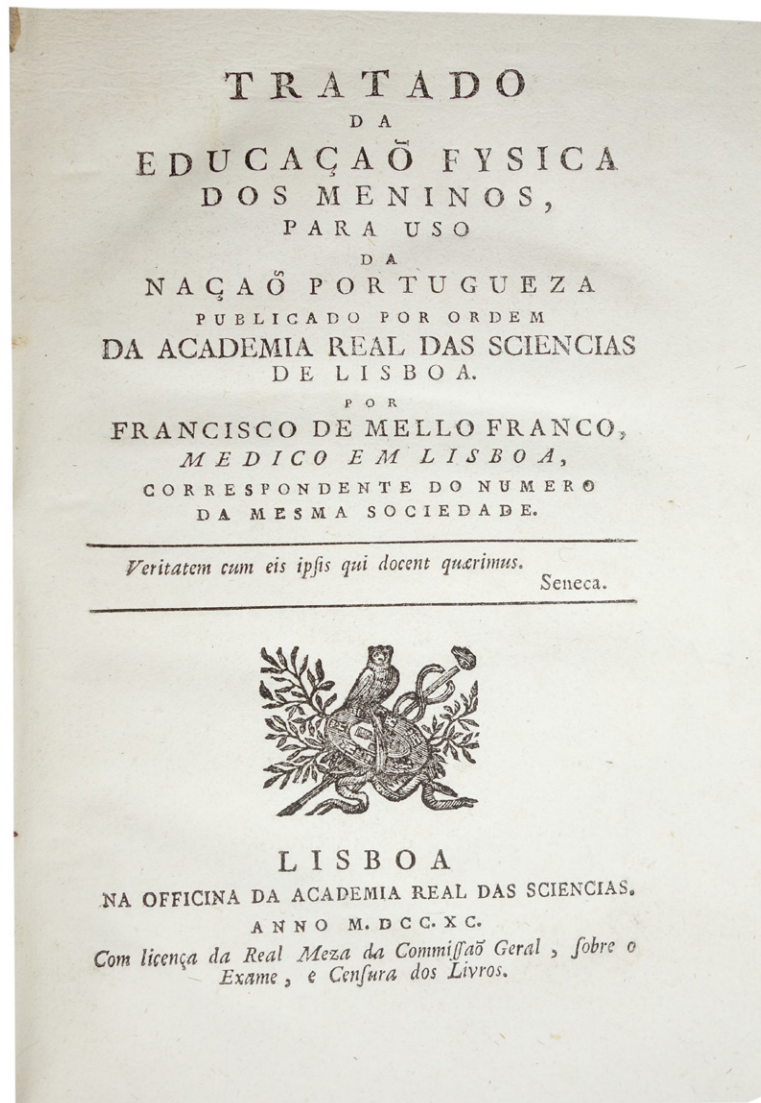 TRATADO
DA
EDUCAÇAÕ FYSICA
DOS MENINOS,
PARA USO
DA
NAÇAÕ PORTUGUEZA
PUBLICADO POR ORDEM
DA ACADEMIA REAL DAS SCIENCIAS
DE LISBOA.
POR
FRANCISCO DE MELLO FRANCO,
MEDICO EM LISBOA,
CORRESPONDENTE DO NUMERO
DA MESMA SOCIEDADE.
Veritatem cum eis ipſis qui docent quærimus.
Seneca.
LISBOA
NA OFFICINA DA ACADEMIA REAL DAS SCIENCIAS.
ANNO M. DCC. XC.
Com licença da Real Meza da Commiſſaõ Geral, ſobre o
Exame, e Cenſura dos Livros.